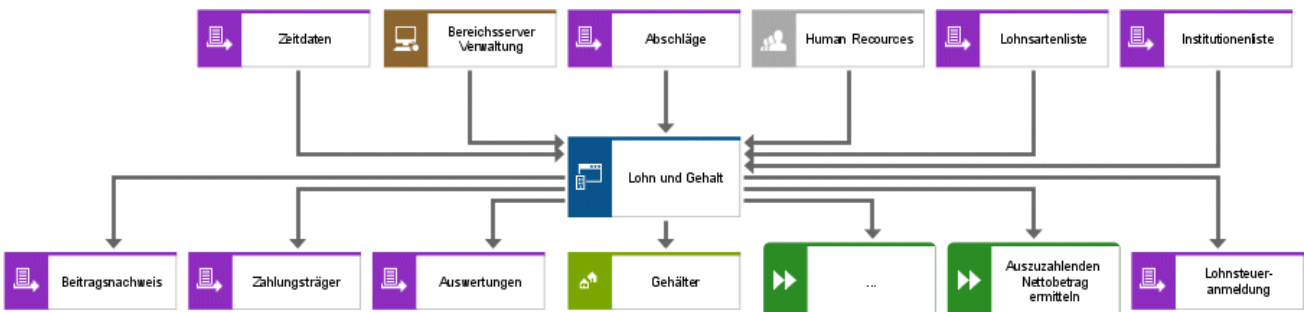 Zeitdaten
Bereichsserver
Verwaltung
Abschläge
Human Recources
Lohnsartenliste
Institutionenliste
Lohn und Gehalt
Beitragsnachweis
Zahlungsträger
Auswertungen
Gehälter
...
Auszuzahlenden
Nettobetrag
ermitteln
Lohnsteuer-
anmeldung